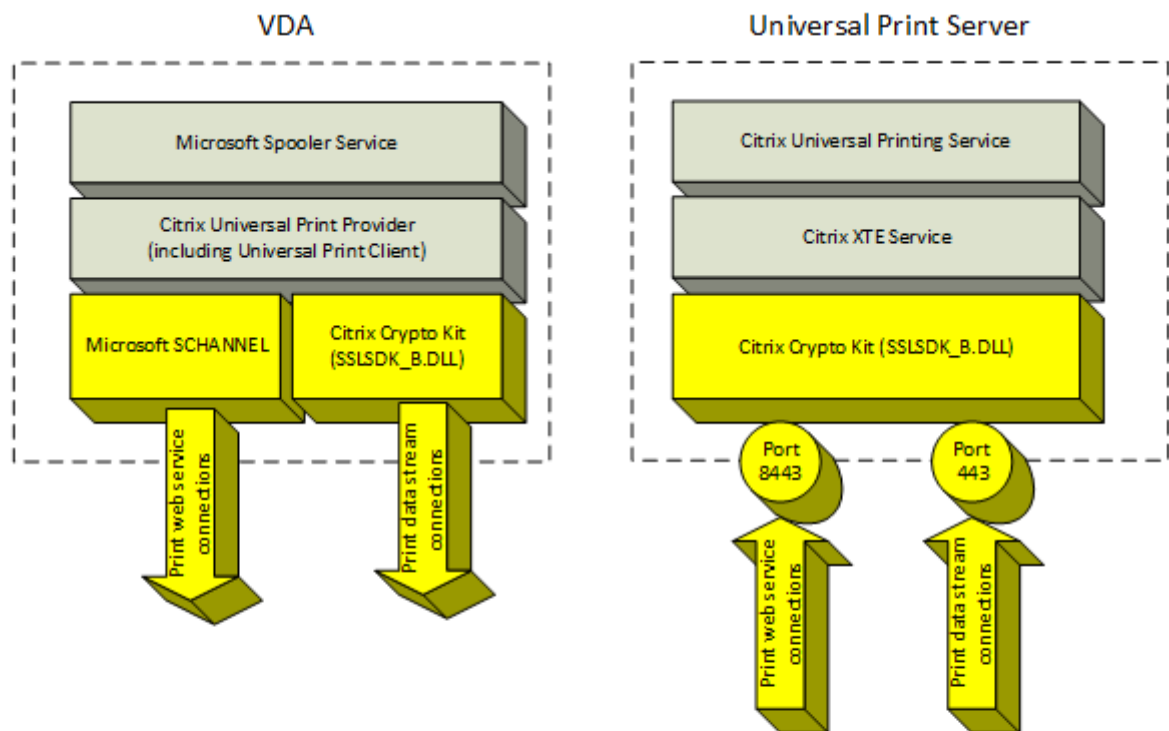 VDA
Microsoft Spooler Service
Citrix Universal Print Provider
(including Universal Print Client)
Microsoft SCHANNEL
Citrix Crypto Kit
(SSLSDK_B.DLL)
Print web service
connections
Print data stream
connections
Universal Print Server
Citrix Universal Printing Service
Citrix XTE Service
Citrix Crypto Kit (SSLSDK_B.DLL)
Port
8443
Port
443
Print web service
connections
Print data stream
connections